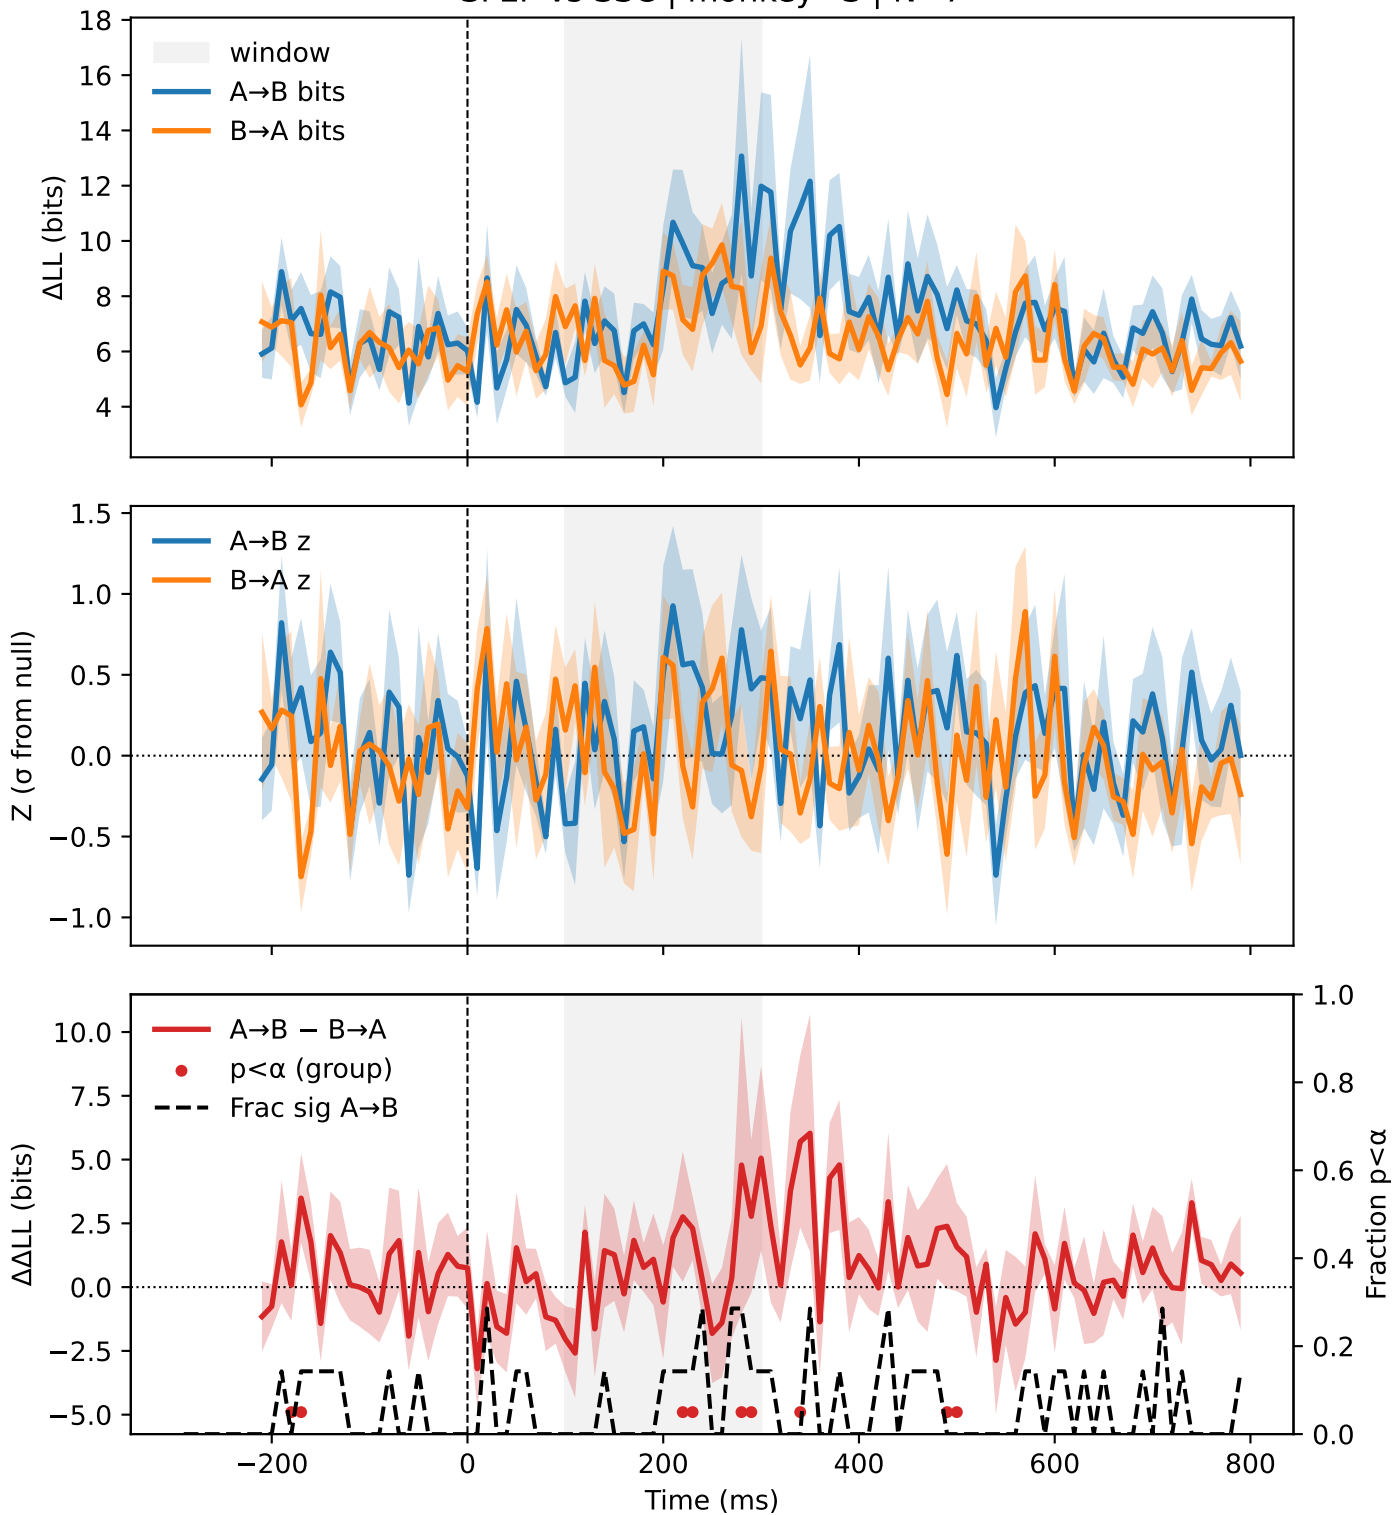 18
16
14
12
10
8
6
4
ΔLL (bits)
window
A→B bits
B→A bits
1.5
1.0
0.5
0.0
−0.5
−1.0
Z (σ from null)
A→B z
B→A z
10.0
7.5
5.0
2.5
0.0
−2.5
−5.0
ΔΔLL (bits)
A→B − B→A
p<α (group)
Frac sig A→B
1.0
0.8
0.6
0.4
0.2
0.0
Fraction p<α
−200
0
200
400
600
800
Time (ms)